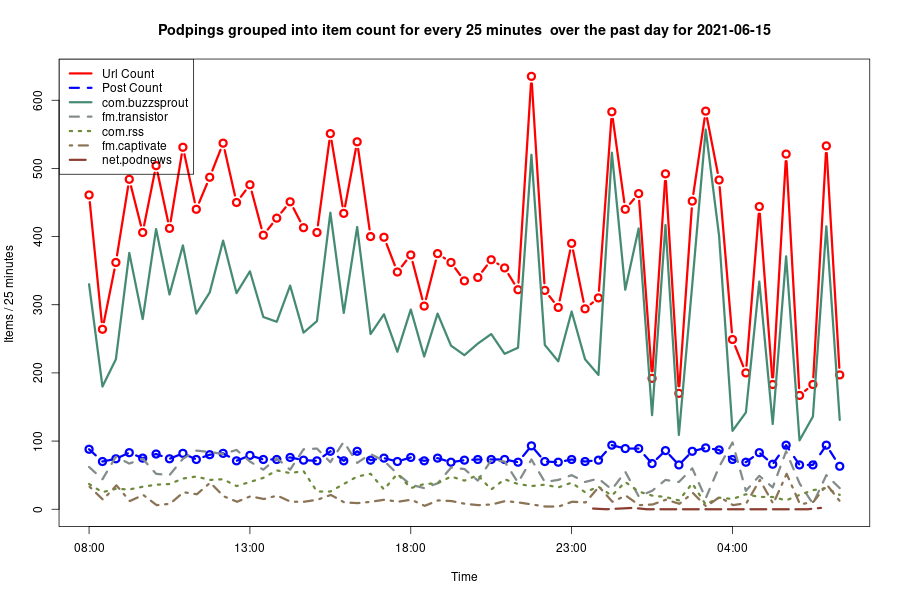 Podpings grouped into item count for every 25 minutes  over the past day for 2021-06-15
Url Count
Post Count
com.buzzsprout
fm.transistor
com.rss
fm.captivate
net.podnews
Items / 25 minutes
600
500
400
300
200
100
0
08:00
13:00
18:00
23:00
04:00
Time